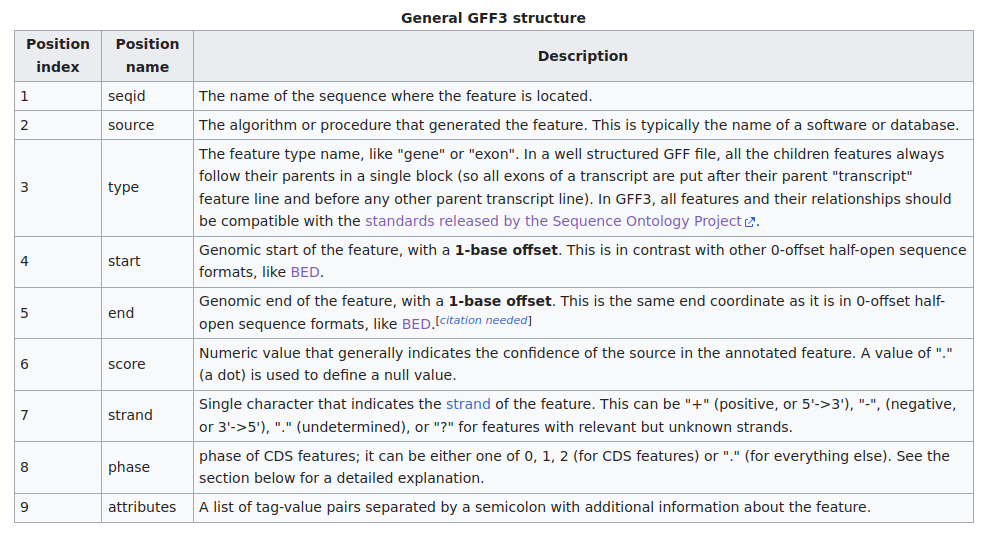 General GFF3 structure
Position index
Position name
Description
1
seqid
The name of the sequence where the feature is located.
2
source
The algorithm or procedure that generated the feature. This is typically the name of a software or database.
3
type
The feature type name, like "gene" or "exon". In a well structured GFF file, all the children features always
follow their parents in a single block (so all exons of a transcript are put after their parent "transcript"
feature line and before any other parent transcript line). In GFF3, all features and their relationships should
be compatible with the standards released by the Sequence Ontology Project.
4
start
Genomic start of the feature, with a 1-base offset. This is in contrast with other 0-offset half-open sequence
formats, like BED.
5
end
Genomic end of the feature, with a 1-base offset. This is the same end coordinate as it is in 0-offset half-
open sequence formats, like BED.[citation needed]
6
score
Numeric value that generally indicates the confidence of the source in the annotated feature. A value of "."
(a dot) is used to define a null value.
7
strand
Single character that indicates the strand of the feature. This can be "+" (positive, or 5'->3'), "-", (negative,
or 3'->5'), "." (undetermined), or "?" for features with relevant but unknown strands.
8
phase
phase of CDS features; it can be either one of 0, 1, 2 (for CDS features) or "." (for everything else). See the
section below for a detailed explanation.
9
attributes
A list of tag-value pairs separated by a semicolon with additional information about the feature.